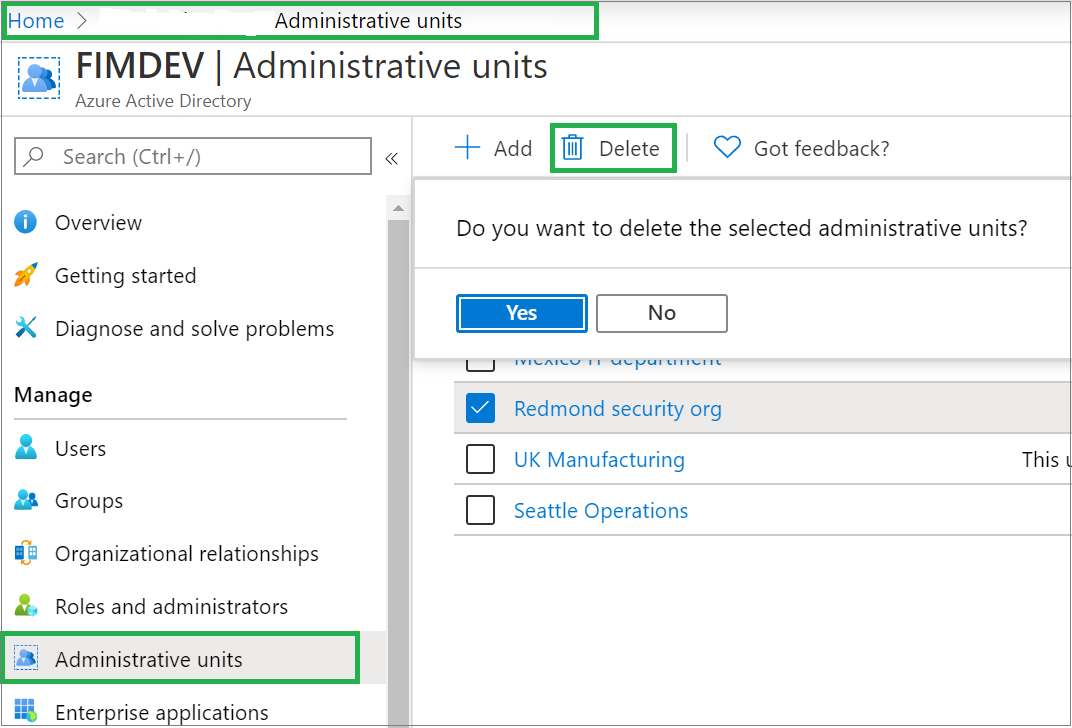 Home > Administrative units
FIMDEV | Administrative units
Azure Active Directory
Search (Ctrl+/)
«
Overview
Getting started
Diagnose and solve problems
Manage
Users
Groups
Organizational relationships
Roles and administrators
Administrative units
Enterprise applications
+ Add
Delete
Got feedback?
Do you want to delete the selected administrative units?
Yes
No
Mexico IT department
Redmond security org
UK Manufacturing
This
Seattle Operations